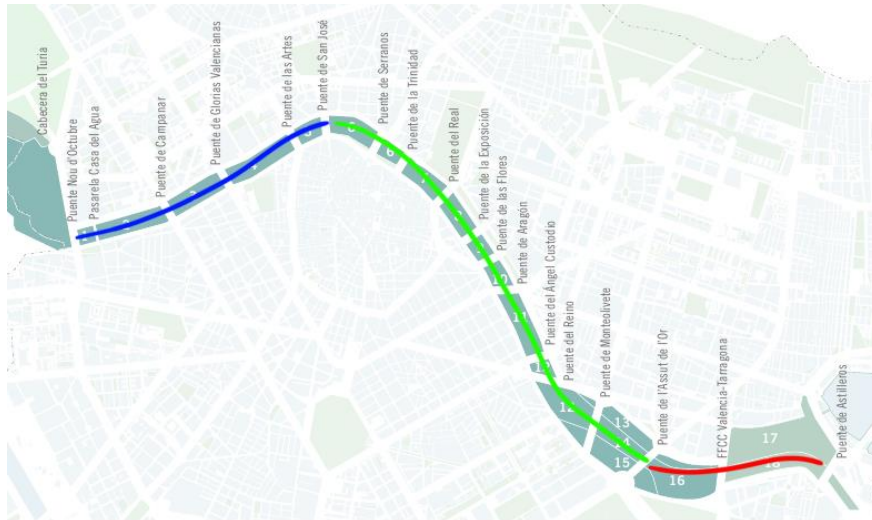 Cabecera del Turia
Puente Nou d'Octubre
Pasarela Casa del Agua
Puente de Campanar
Puente de Glorias Valencianas
Puente de las Artes
Puente de San José
Puente de Serranos
Puente de la Trinidad
Puente del Real
Puente de la Exposición
Puente de las Flores
Puente de Aragón
Puente del Ángel Custodio
Puente del Reino
Puente de Monteolivete
Puente de l'Assut de l'Or
FFCC Valencia-Tarragona
Puente de Astilleros
6
10
11
12
13
14
15
16
17
18